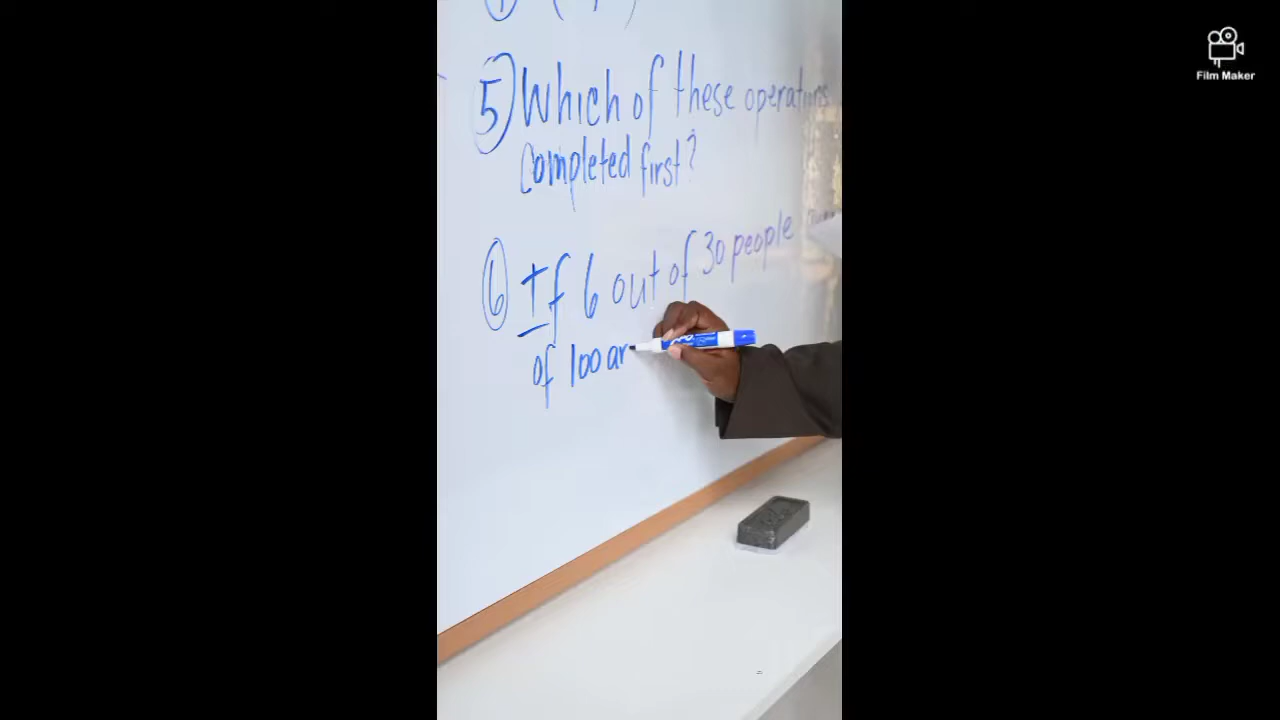 5 Which of these operations
completed first?
6 If 6 out of 30 people
of 100 ar
Film Maker